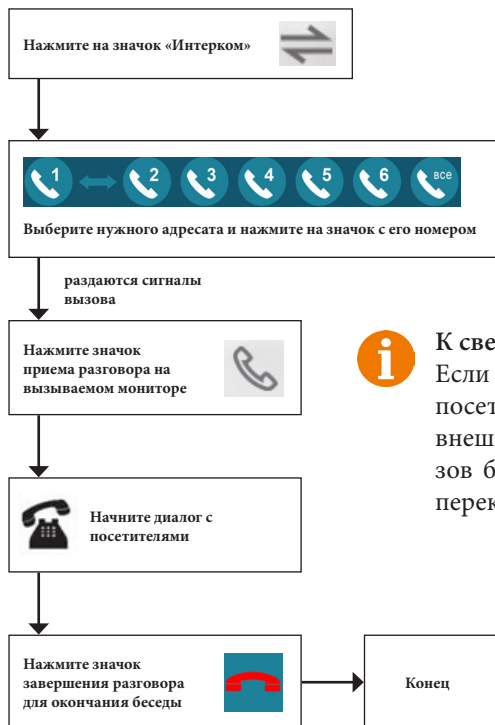 Нажмите на значок «Интерком»
1 2 3 4 5 6 все
Выберите нужного адресата и нажмите на значок с его номером
раздаются сигналы
вызова
Нажмите значок
приема разговора на
вызываемом мониторе
К
Если
зов
Начните диалог с
посетителями
Нажмите значок
завершения разговора
для окончания беседы
Конец